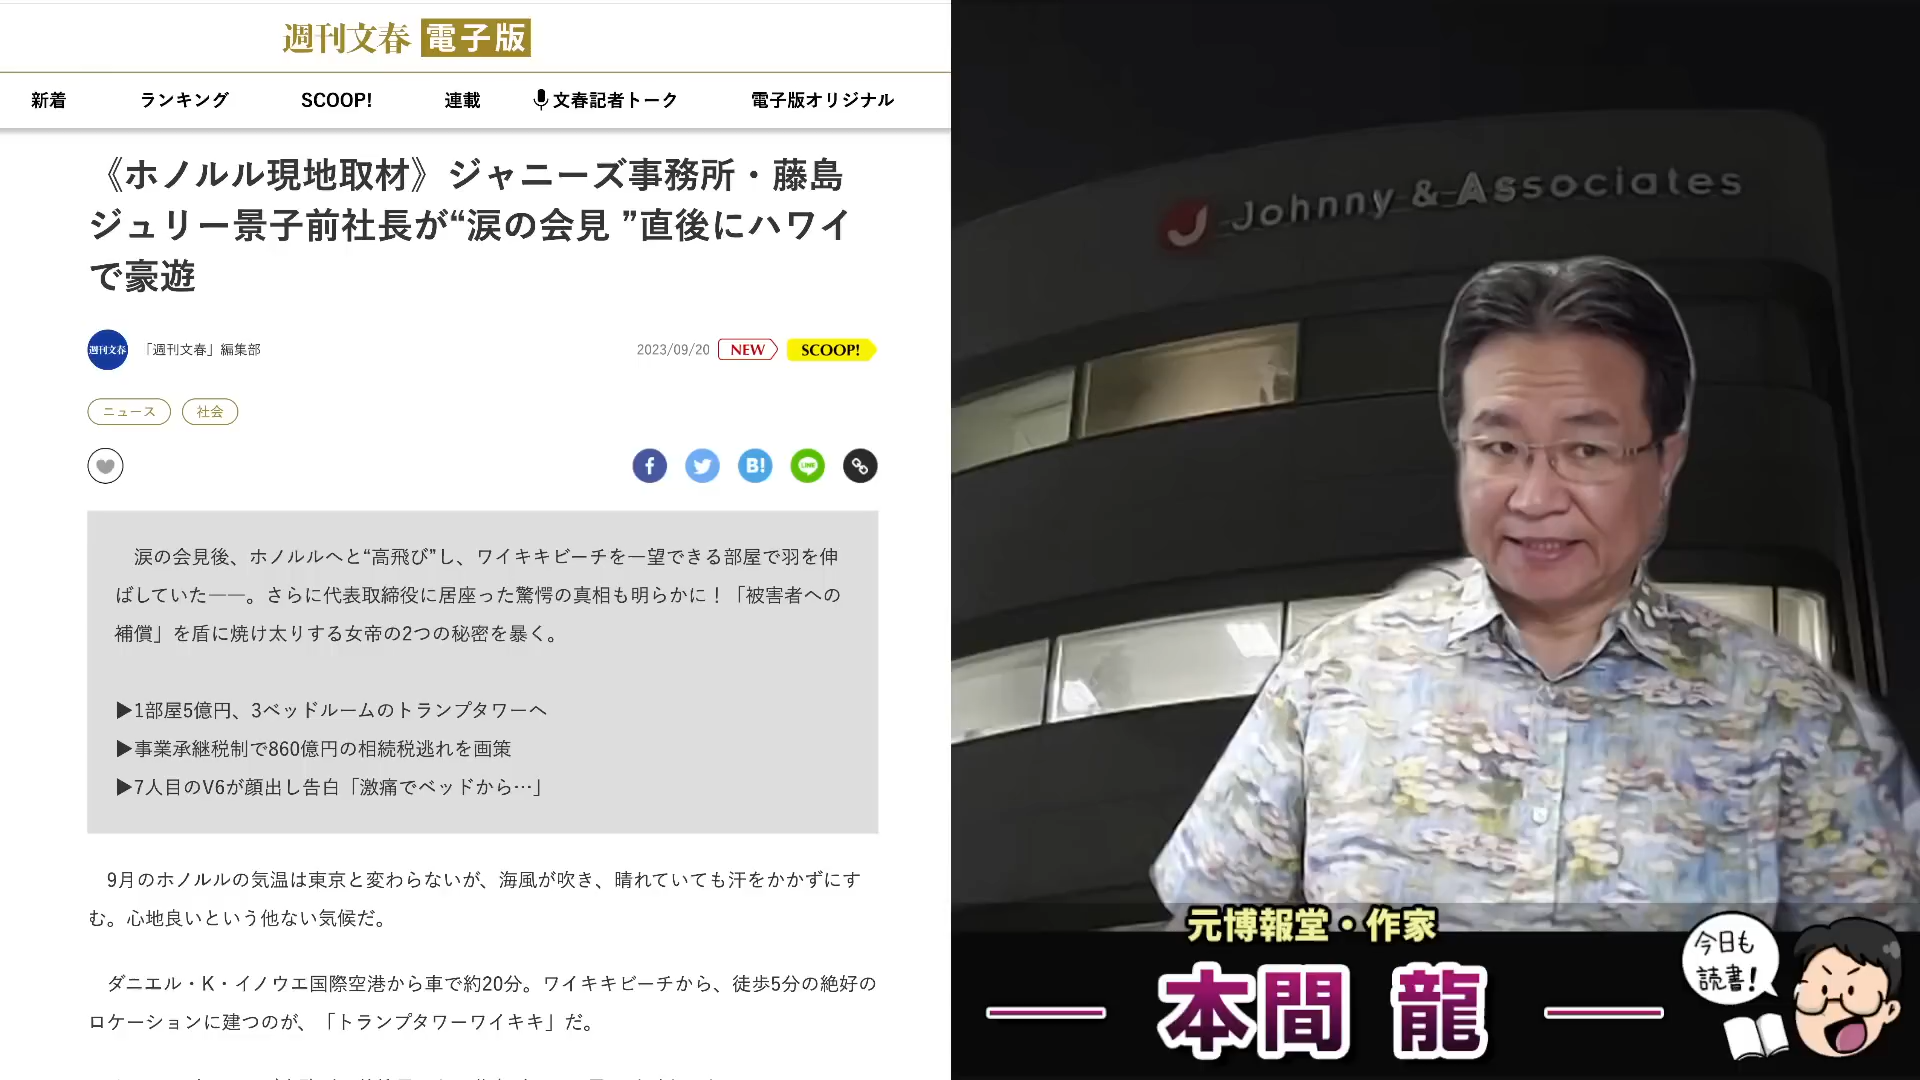 週刊文春 電子版
新着 ランキング SCOOP! 連載 文春記者トーク 電子版オリジナル
《ホノルル現地取材》ジャニーズ事務所・藤島
ジュリー景子前社長が“涙の会見 ”直後にハワイ
で豪遊
週刊文春 「週刊文春」編集部 2023/09/20 NEW SCOOP!
ニュース 社会
f B! LINE
涙の会見後、ホノルルへと“高飛び”し、ワイキキビーチを一望できる部屋で羽を伸
ばしていた――。さらに代表取締役に居座った驚愕の真相も明らかに!「被害者への
補償」を盾に焼け太りする女帝の2つの秘密を暴く。
▶1部屋5億円、3ベッドルームのトランプタワーへ
▶事業承継税制で860億円の相続税逃れを画策
▶7人目のV6が顔出し告白「激痛でベッドから…」
9月のホノルルの気温は東京と変わらないが、海風が吹き、晴れていても汗をかかずにす
む。心地良いという他ない気候だ。
ダニエル・K・イノウエ国際空港から車で約20分。ワイキキビーチから、徒歩5分の絶好の
ロケーションに建つのが、「トランプタワーワイキキ」だ。
J Johnny & Associates
元博報堂・作家
本間 龍
今日も
読書!